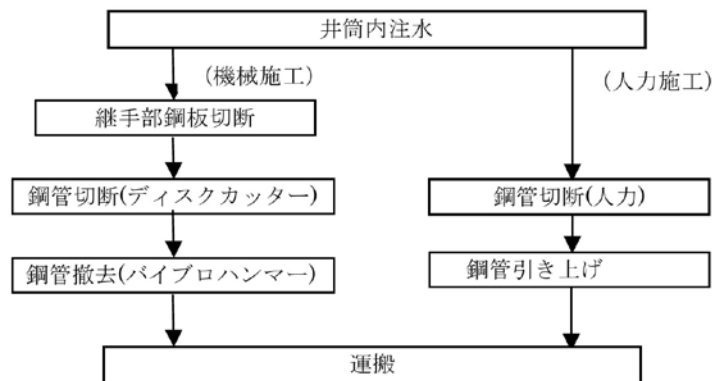 井筒内注水
(機械施工)
(人力施工)
継手部鋼板切断
鋼管切断(ディスクカッター)
鋼管切断(人力)
鋼管撤去(バイブロハンマー)
鋼管引き上げ
運搬